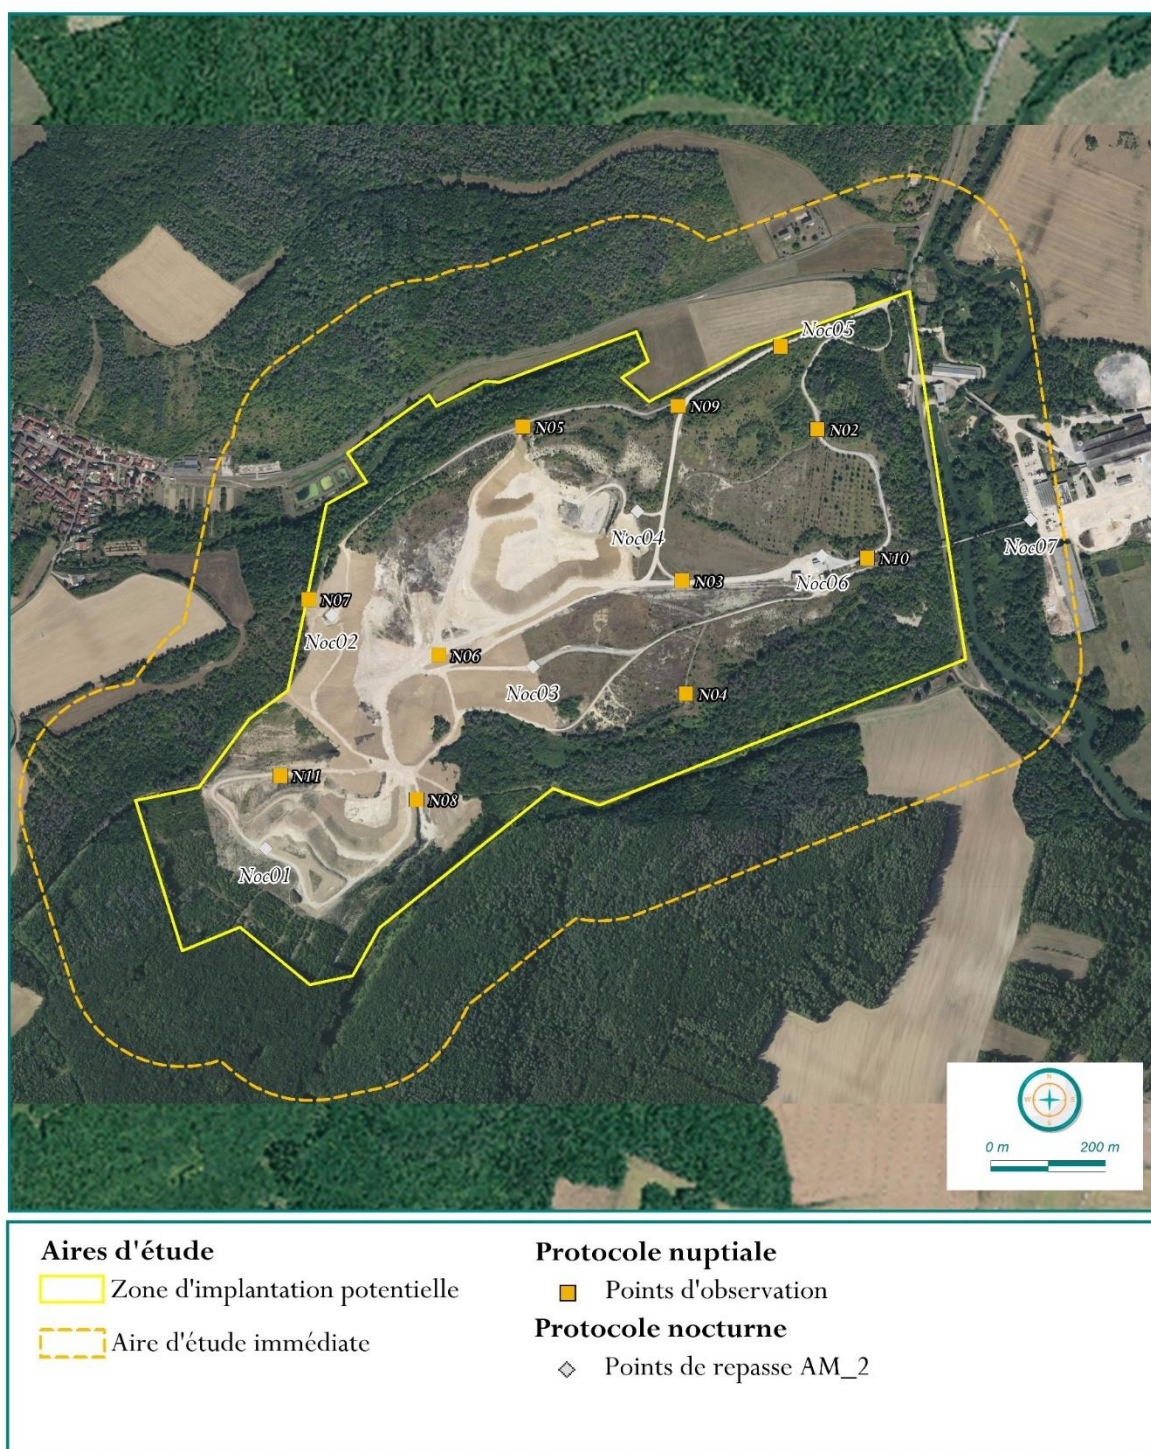 Noc05
N09
N05
N02
Noc04
Noc07
N10
N03
Noc06
N07
Noc02
N06
Noc03
N04
N11
N08
Noc01
N
W E
S
0 m 200 m
Aires d'étude
Zone d'implantation potentielle
Aire d'étude immédiate
Protocole nuptiale
Points d'observation
Protocole nocturne
Points de repasse AM_2